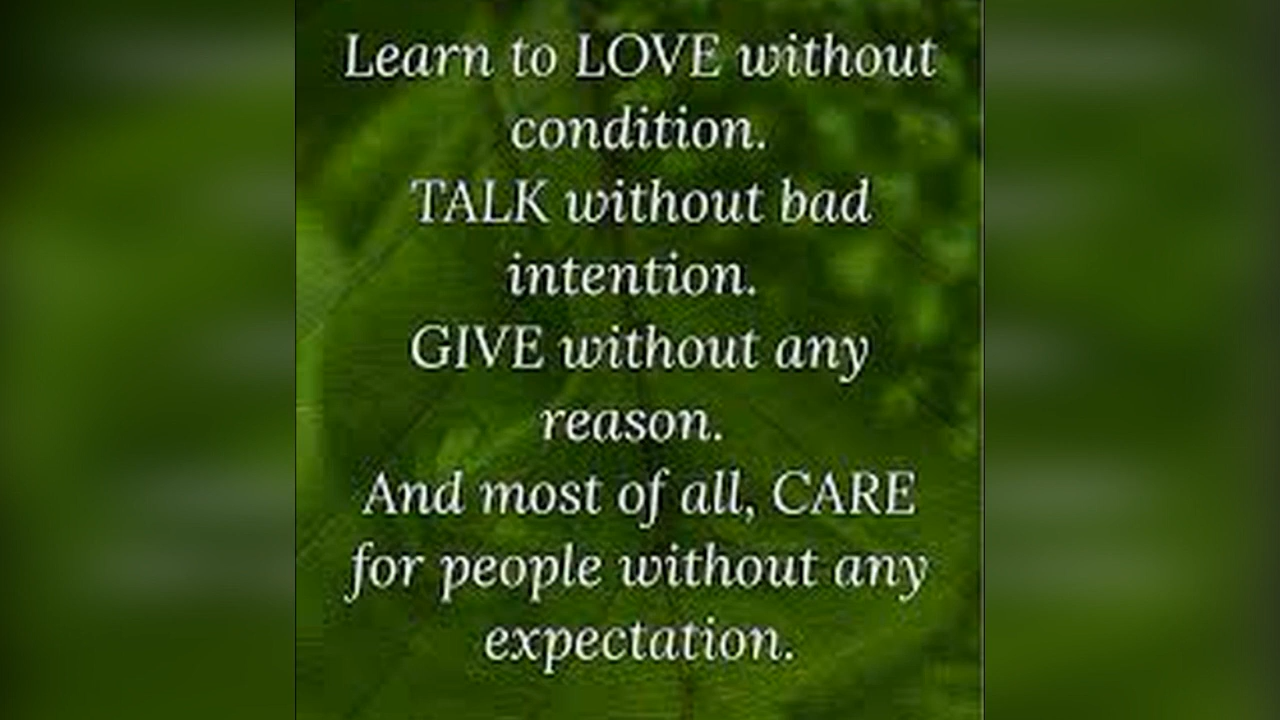 Learn to LOVE without
condition.
TALK without bad
intention.
GIVE without any
reason.
And most of all, CARE
for people without any
expectation.